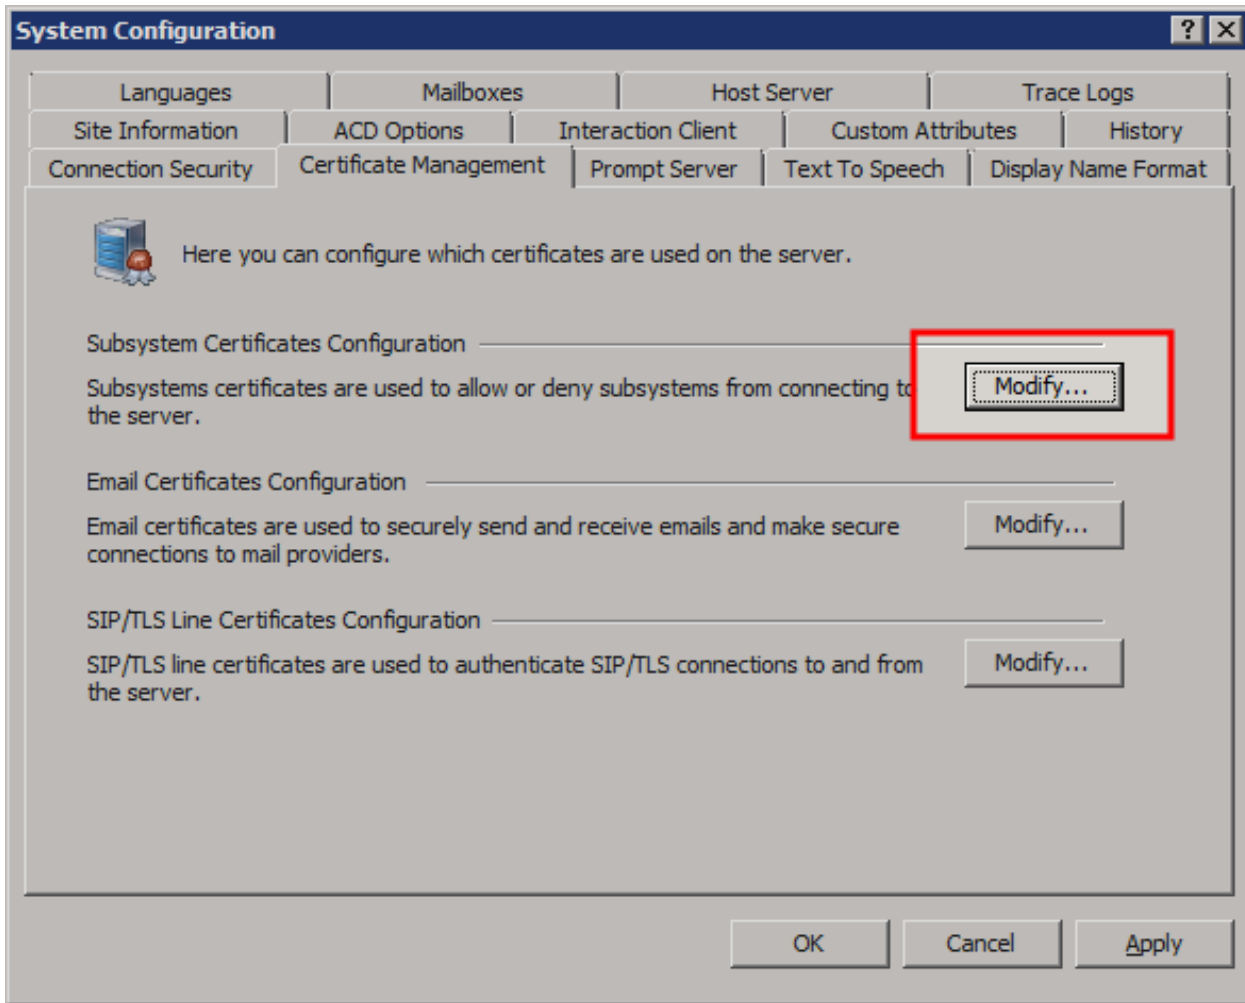 System Configuration
Languages Mailboxes Host Server Trace Logs
Site Information ACD Options Interaction Client Custom Attributes History
Connection Security Certificate Management Prompt Server Text To Speech Display Name Format
Here you can configure which certificates are used on the server.
Subsystem Certificates Configuration
Subsystems certificates are used to allow or deny subsystems from connecting to
the server.
Modify...
Email Certificates Configuration
Email certificates are used to securely send and receive emails and make secure
connections to mail providers.
Modify...
SIP/TLS Line Certificates Configuration
SIP/TLS line certificates are used to authenticate SIP/TLS connections to and from
the server.
Modify...
OK Cancel Apply